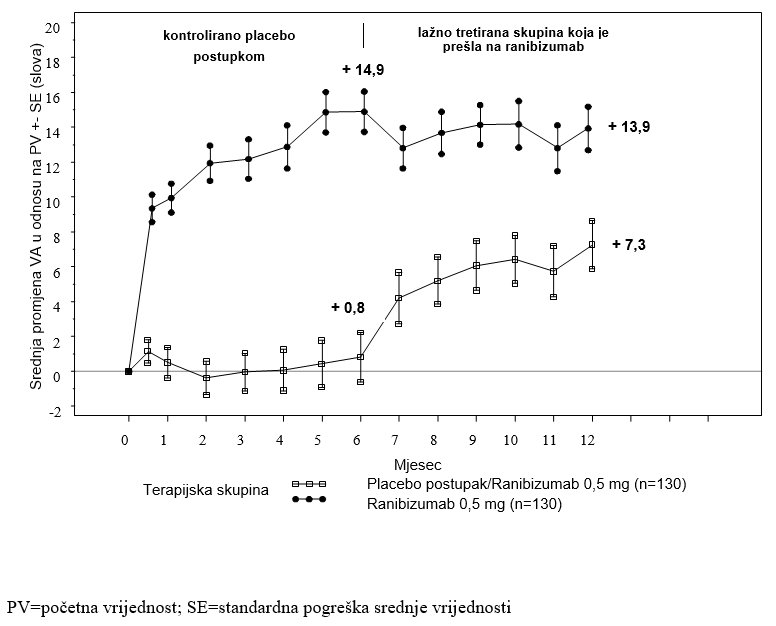 kontrolirano placebo
postupkom
lažno tretirana skupina koja je
prešla na ranibizumab
Srednja promjena VA u odnosu na PV +- SE (slova)
20
18
16
14
12
10
8
6
4
2
0
-2
+ 14,9
+ 13,9
+ 7,3
+ 0,8
0 1 2 3 4 5 6 7 8 9 10 11 12
Mjesec
Terapijska skupina
Placebo postupak/Ranibizumab 0,5 mg (n=130)
Ranibizumab 0,5 mg (n=130)
PV=početna vrijednost; SE=standardna pogreška srednje vrijednosti